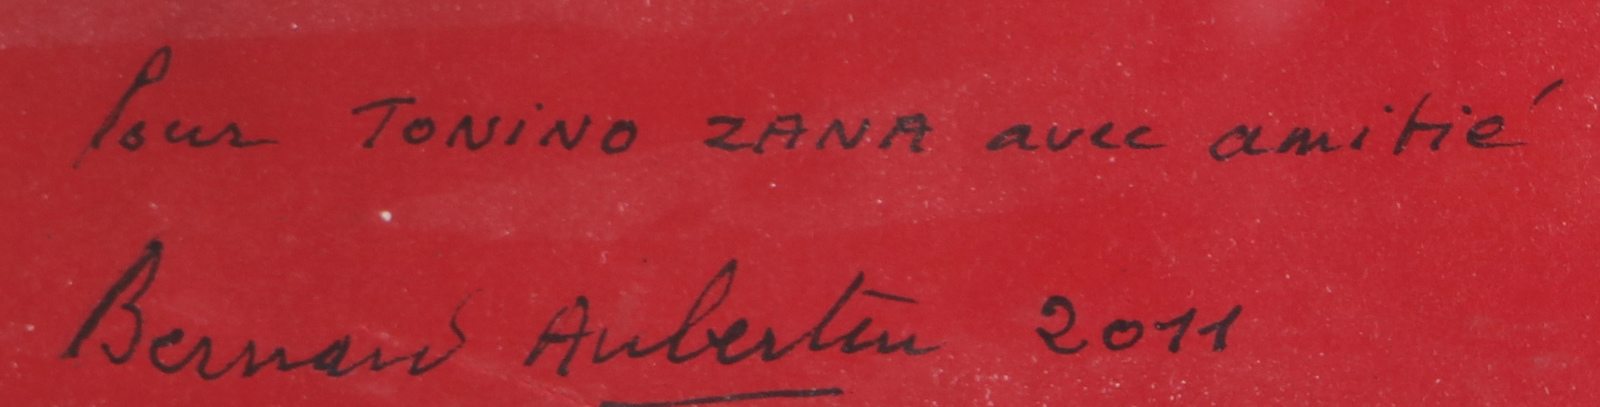 Pour TONiNO ZANA avec amitié
Bernard Aubertin 2011